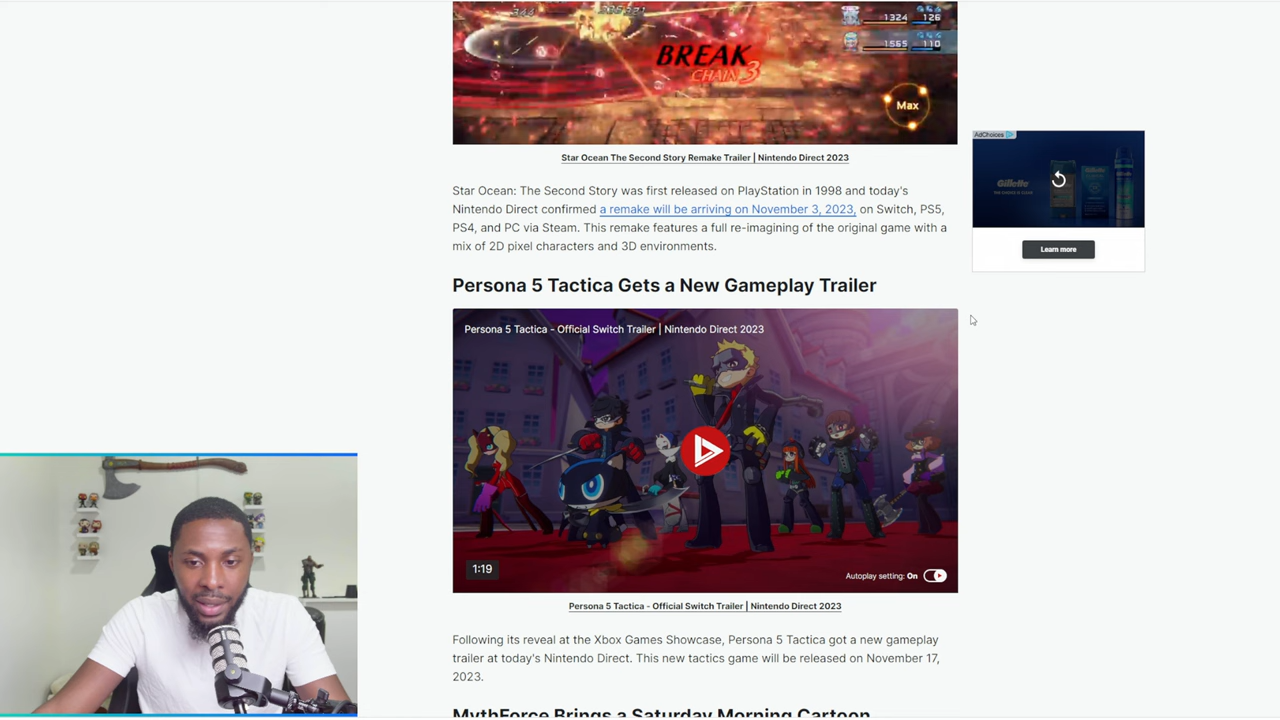 1324 126
1565 110
BREAK
CHAIN 3
Max
Star Ocean The Second Story Remake Trailer | Nintendo Direct 2023
AdChoices
Gillette
Learn more
Star Ocean: The Second Story was first released on PlayStation in 1998 and today's
Nintendo Direct confirmed a remake will be arriving on November 3, 2023, on Switch, PS5,
PS4, and PC via Steam. This remake features a full re-imagining of the original game with a
mix of 2D pixel characters and 3D environments.
Persona 5 Tactica Gets a New Gameplay Trailer
Persona 5 Tactica - Official Switch Trailer | Nintendo Direct 2023
1:19
Autoplay setting: On
Persona 5 Tactica - Official Switch Trailer | Nintendo Direct 2023
Following its reveal at the Xbox Games Showcase, Persona 5 Tactica got a new gameplay
trailer at today's Nintendo Direct. This new tactics game will be released on November 17,
2023.
MythForce Brings a Saturday Morning Cartoon